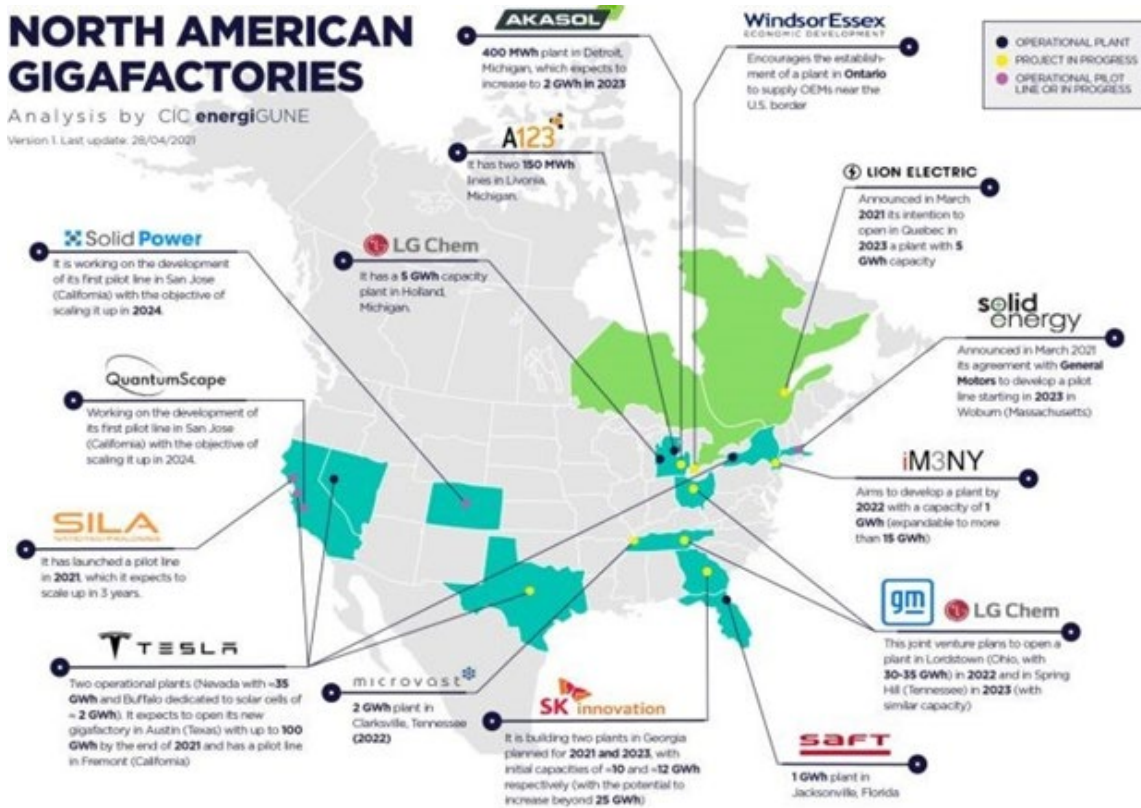 NORTH AMERICAN
GIGAFACTORIES
Analysis by CIC energiGUNE
Version 1. Last update: 28/04/2021
AKASOL
400 MWh plant in Detroit,
Michigan, which expects to
increase to 2 GWh in 2023
WindsorEssex
ECONOMIC DEVELOPMENT
Encourages the establish-
ment of a plant in Ontario
to supply OEMs near the
U.S. border
OPERATIONAL PLANT
PROJECT IN PROGRESS
OPERATIONAL PILOT
LINE OR IN PROGRESS
A123
It has two 150 MWh
lines in Livonia,
Michigan.
LION ELECTRIC
Announced in March
2021 its intention to
open in Quebec in
2023 a plant with 5
GWh capacity
Solid Power
It is working on the development
of its first pilot line in San Jose
(California) with the objective of
scaling it up in 2024.
LG Chem
It has a 5 GWh capacity
plant in Holland,
Michigan.
solid
energy
Announced in March 2021
its agreement with General
Motors to develop a pilot
line starting in 2023 in
Woburn (Massachusetts)
QuantumScape
Working on the development of
its first pilot line in San Jose
(California) with the objective of
scaling it up in 2024.
iM3NY
Aims to develop a plant by
2022 with a capacity of 1
GWh (expandable to more
than 15 GWh)
SILA
It has launched a pilot line
in 2021, which it expects to
scale up in 3 years.
gm LG Chem
This joint venture plans to open a
plant in Lordstown (Ohio, with
30-35 GWh) in 2022 and in Spring
Hill (Tennessee) in 2023 (with
similar capacity)
TESLA
Two operational plants (Nevada with ≈35
GWh and Buffalo dedicated to solar cells of
≈ 2 GWh). It expects to open its new
gigafactory in Austin (Texas) with up to 100
GWh by the end of 2021 and has a pilot line
in Fremont (California)
microvast
2 GWh plant in
Clarksville, Tennessee
(2022)
SK innovation
It is building two plants in Georgia
planned for 2021 and 2023, with
initial capacities of ≈10 and ≈12 GWh
respectively (with the potential to
increase beyond 25 GWh)
saft
1 GWh plant in
Jacksonville, Florida